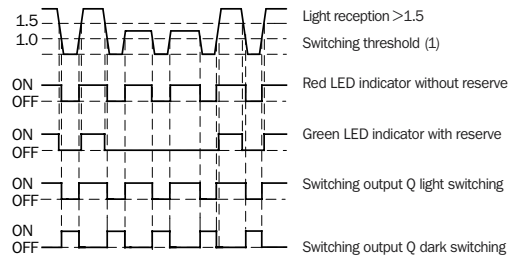 1.5
Light reception >1.5
1.0
Switching threshold (1)
ON
OFF
Red LED indicator without reserve
ON
OFF
Green LED indicator with reserve
ON
OFF
Switching output Q light switching
ON
OFF
Switching output Q dark switching